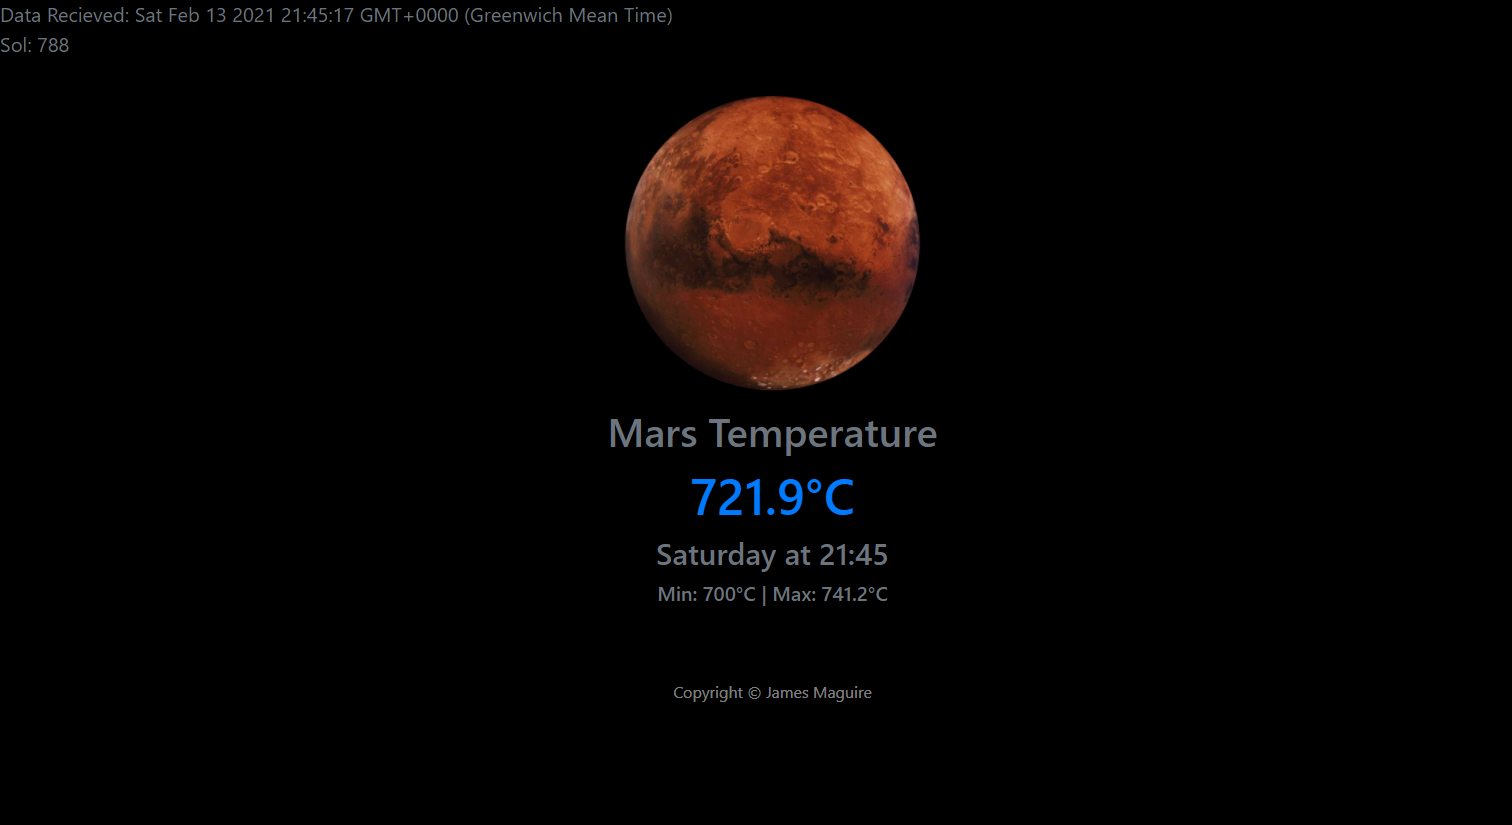 Data Recieved: Sat Feb 13 2021 21:45:17 GMT+0000 (Greenwich Mean Time)
Sol: 788
Mars Temperature
721.9°C
Saturday at 21:45
Min: 700°C | Max: 741.2°C
Copyright © James Maguire